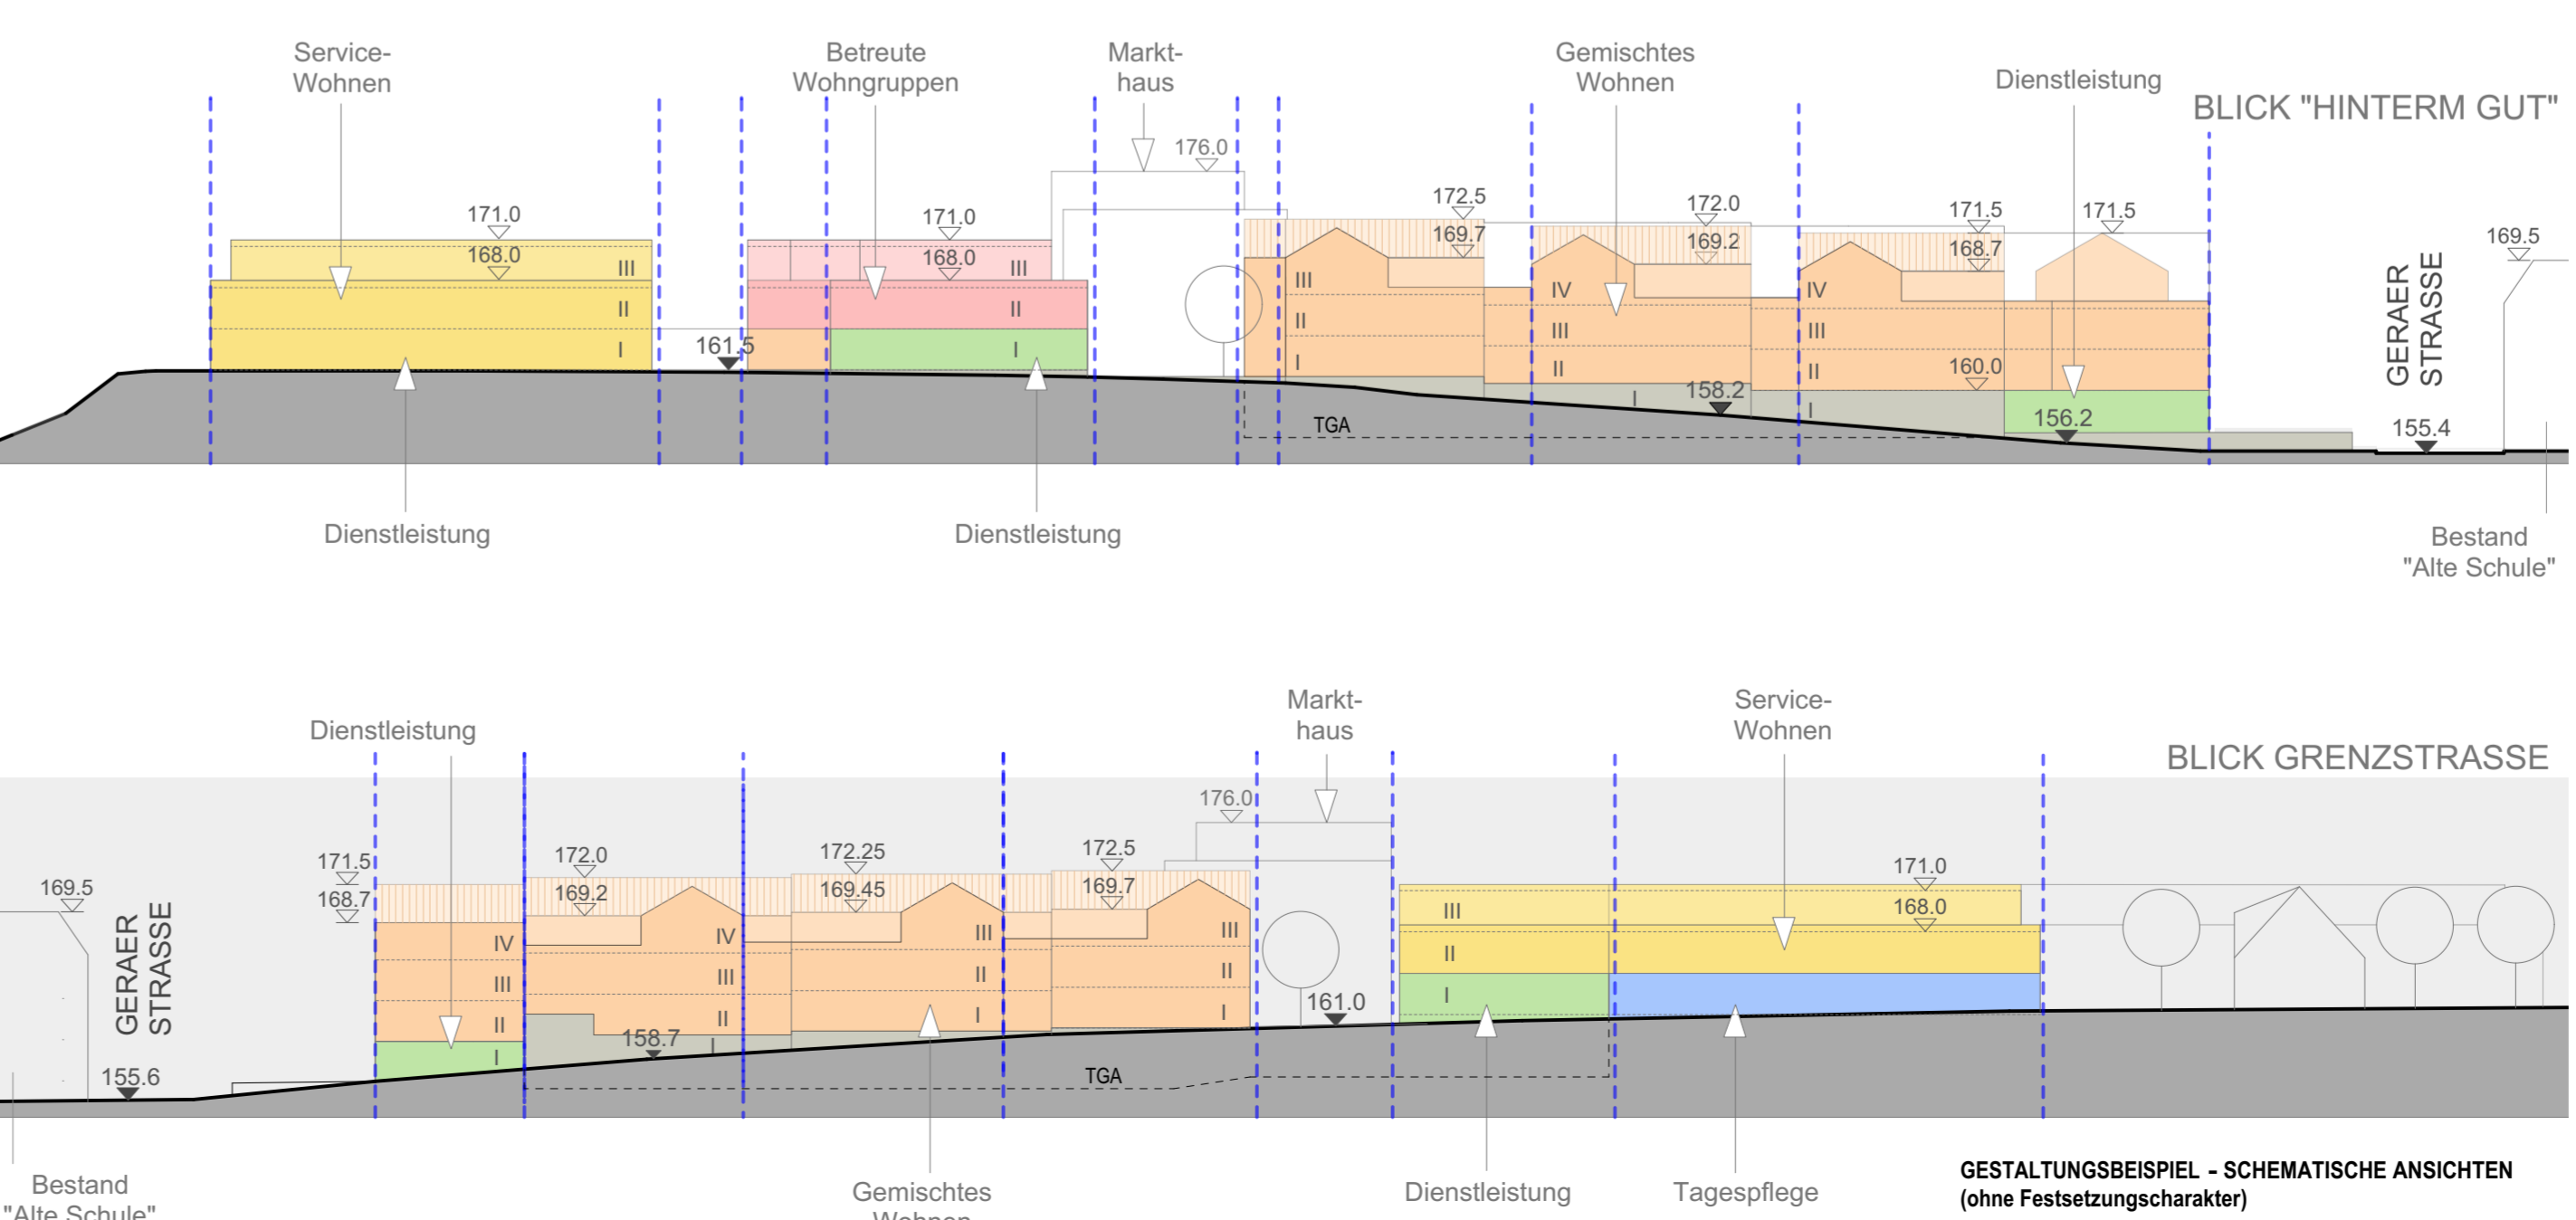 Service-
Wohnen
Betreute
Wohngruppen
Markt-
haus
Gemischtes
Wohnen
Dienstleistung
BLICK "HINTERM GUT"
176.0
171.0
168.0
III
II
I
161.5
171.0
168.0
III
II
I
172.5
169.7
III
II
I
172.0
169.2
IV
III
II
I
158.2
171.5
168.7
IV
III
II
I
160.0
171.5
156.2
GERAER
STRASSE
169.5
155.4
TGA
Dienstleistung
Dienstleistung
Bestand
"Alte Schule"
Dienstleistung
Markt-
haus
Service-
Wohnen
BLICK GRENZSTRASSE
169.5
GERAER
STRASSE
155.6
171.5
168.7
IV
III
II
I
172.0
169.2
IV
III
II
I
158.7
172.25
169.45
III
II
I
172.5
169.7
III
II
I
176.0
161.0
171.0
168.0
III
II
I
TGA
Bestand
"Alte Schule"
Gemischtes
Wohnen
Dienstleistung
Tagespflege
GESTALTUNGSBEISPIEL - SCHEMATISCHE ANSICHTEN
(ohne Festsetzungscharakter)